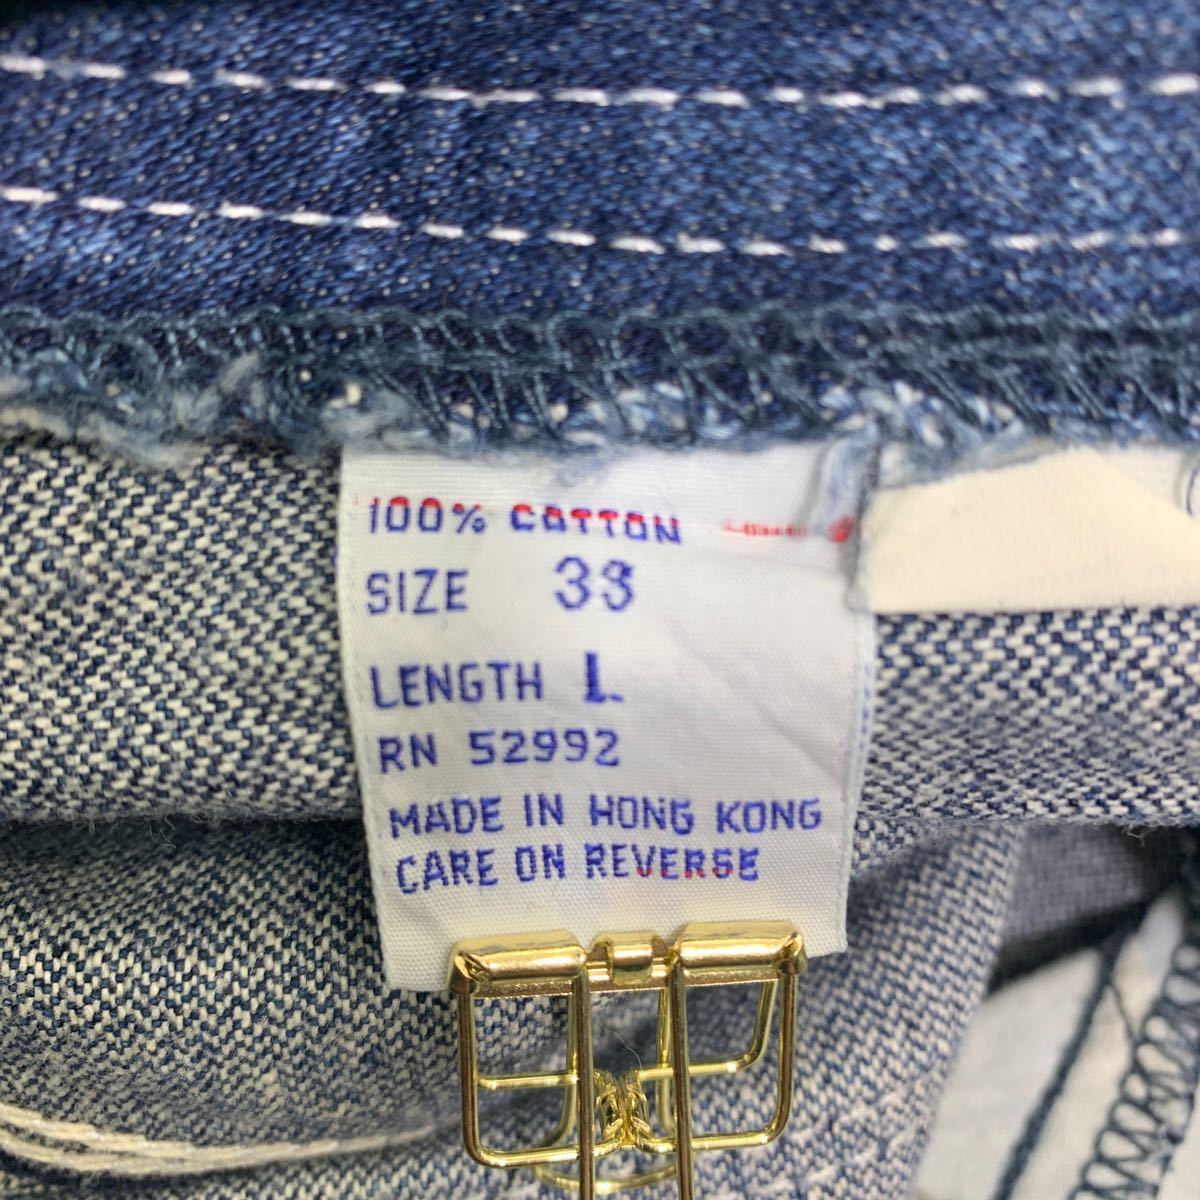 100% COTTON
SIZE 33
LENGTH L
RN 52992
MADE IN HONG KONG
CARE ON REVERSE